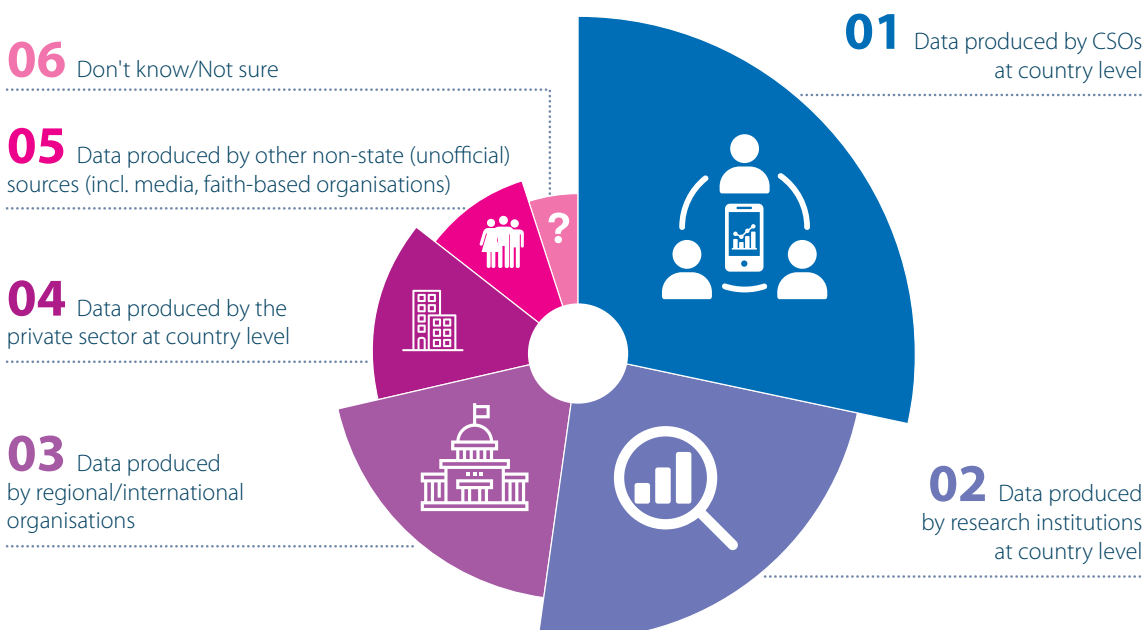 01 Data produced by CSOs
at country level
02 Data produced
by research institutions
at country level
03 Data produced
by regional/international
organisations
04 Data produced by the
private sector at country level
05 Data produced by other non-state (unofficial)
sources (incl. media, faith-based organisations)
06 Don't know/Not sure
?